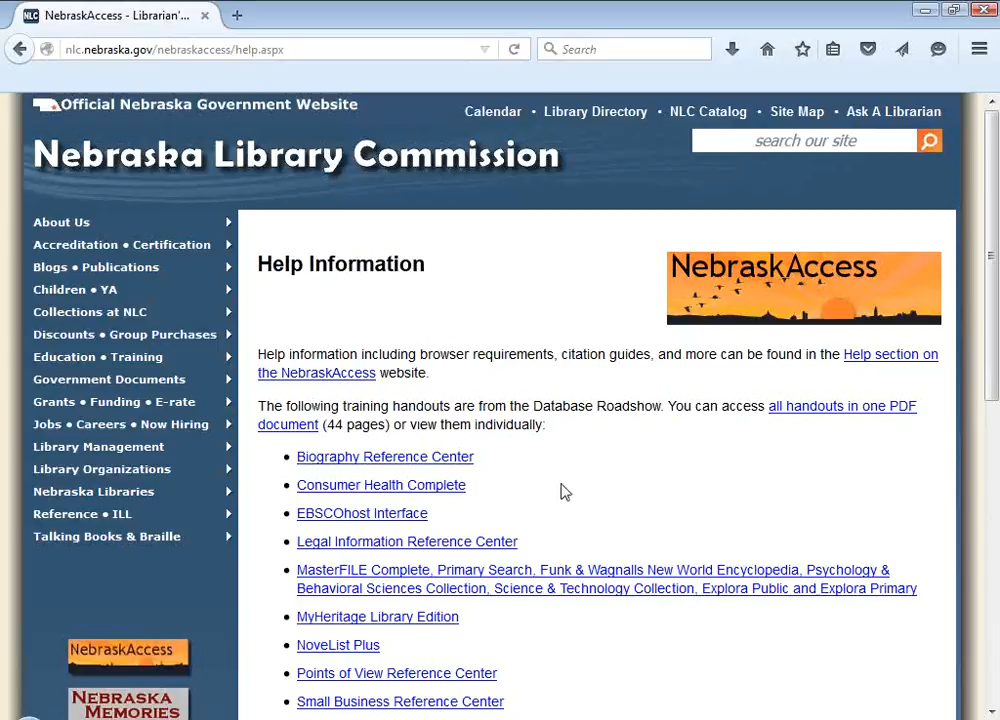 NLC NebraskAccess - Librarian'...
nlc.nebraska.gov/nebraskaccess/help.aspx
Search
Official Nebraska Government Website
Calendar • Library Directory • NLC Catalog • Site Map • Ask A Librarian
Nebraska Library Commission
search our site
About Us
Accreditation • Certification
Blogs • Publications
Children • YA
Collections at NLC
Discounts • Group Purchases
Education • Training
Government Documents
Grants • Funding • E-rate
Jobs • Careers • Now Hiring
Library Management
Library Organizations
Nebraska Libraries
Reference • ILL
Talking Books & Braille
NebraskAccess
NEBRASKA
MEMORIES
Help Information
NebraskAccess
Help information including browser requirements, citation guides, and more can be found in the Help section on
the NebraskAccess website.
The following training handouts are from the Database Roadshow. You can access all handouts in one PDF
document (44 pages) or view them individually:
• Biography Reference Center
• Consumer Health Complete
• EBSCOhost Interface
• Legal Information Reference Center
• MasterFILE Complete, Primary Search, Funk & Wagnalls New World Encyclopedia, Psychology &
Behavioral Sciences Collection, Science & Technology Collection, Explora Public and Explora Primary
• MyHeritage Library Edition
• NoveList Plus
• Points of View Reference Center
• Small Business Reference Center